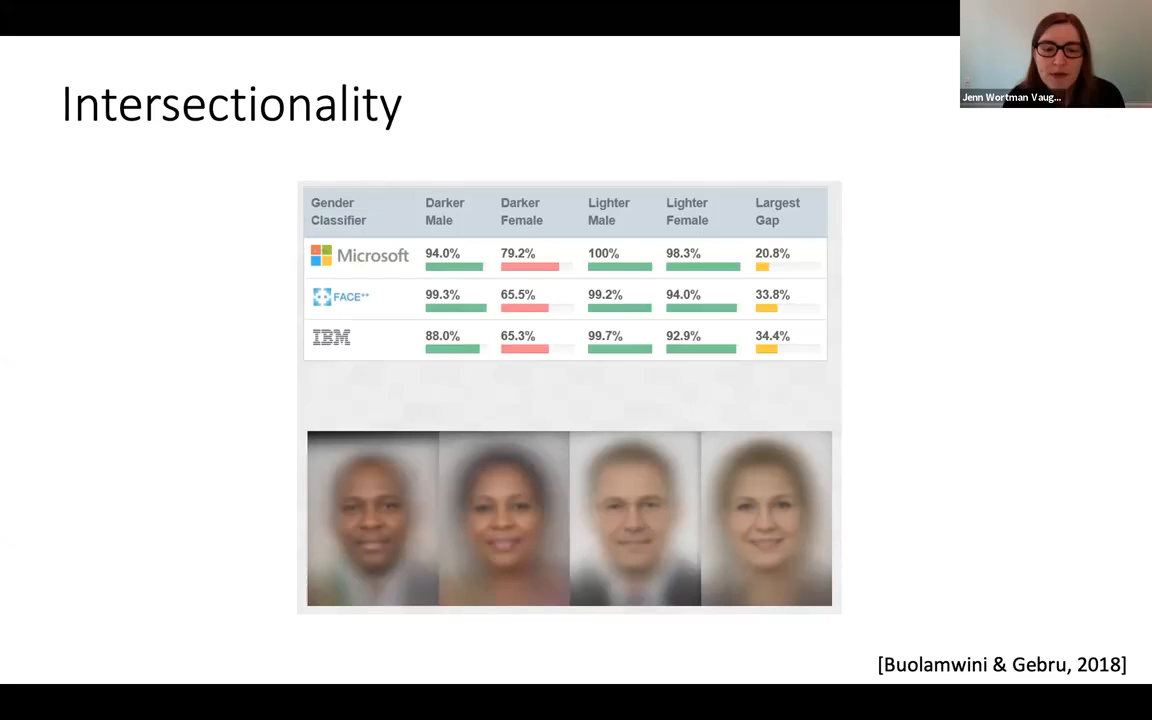 Jenn Wortman Vaug...
Intersectionality
Gender Classifier Darker Male Darker Female Lighter Male Lighter Female Largest Gap
Microsoft 94.0% 79.2% 100% 98.3% 20.8%
FACE++ 99.3% 65.5% 99.2% 94.0% 33.8%
IBM 88.0% 65.3% 99.7% 92.9% 34.4%
[Buolamwini & Gebru, 2018]